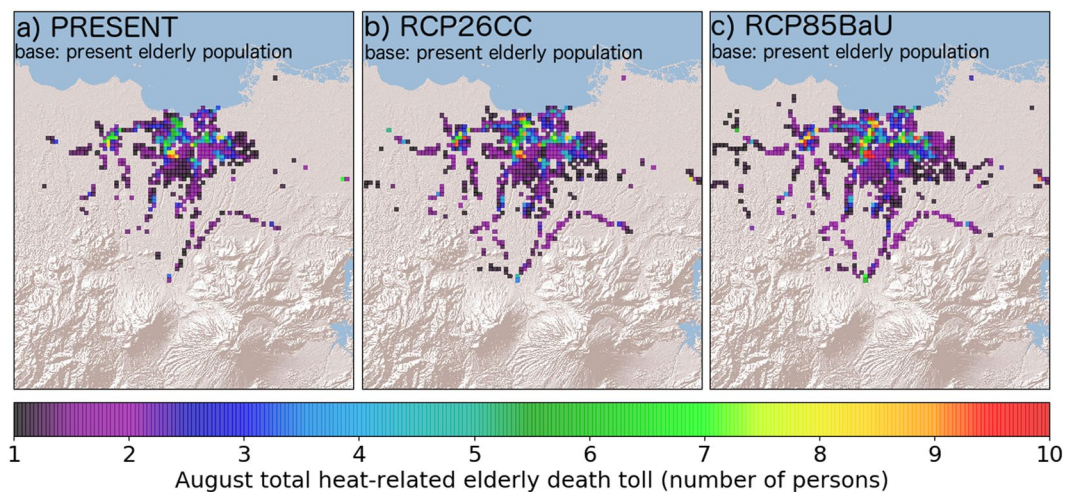 a) PRESENT
base: present elderly population
b) RCP26CC
base: present elderly population
c) RCP85BaU
base: present elderly population
1 2 3 4 5 6 7 8 9 10
August total heat-related elderly death toll (number of persons)